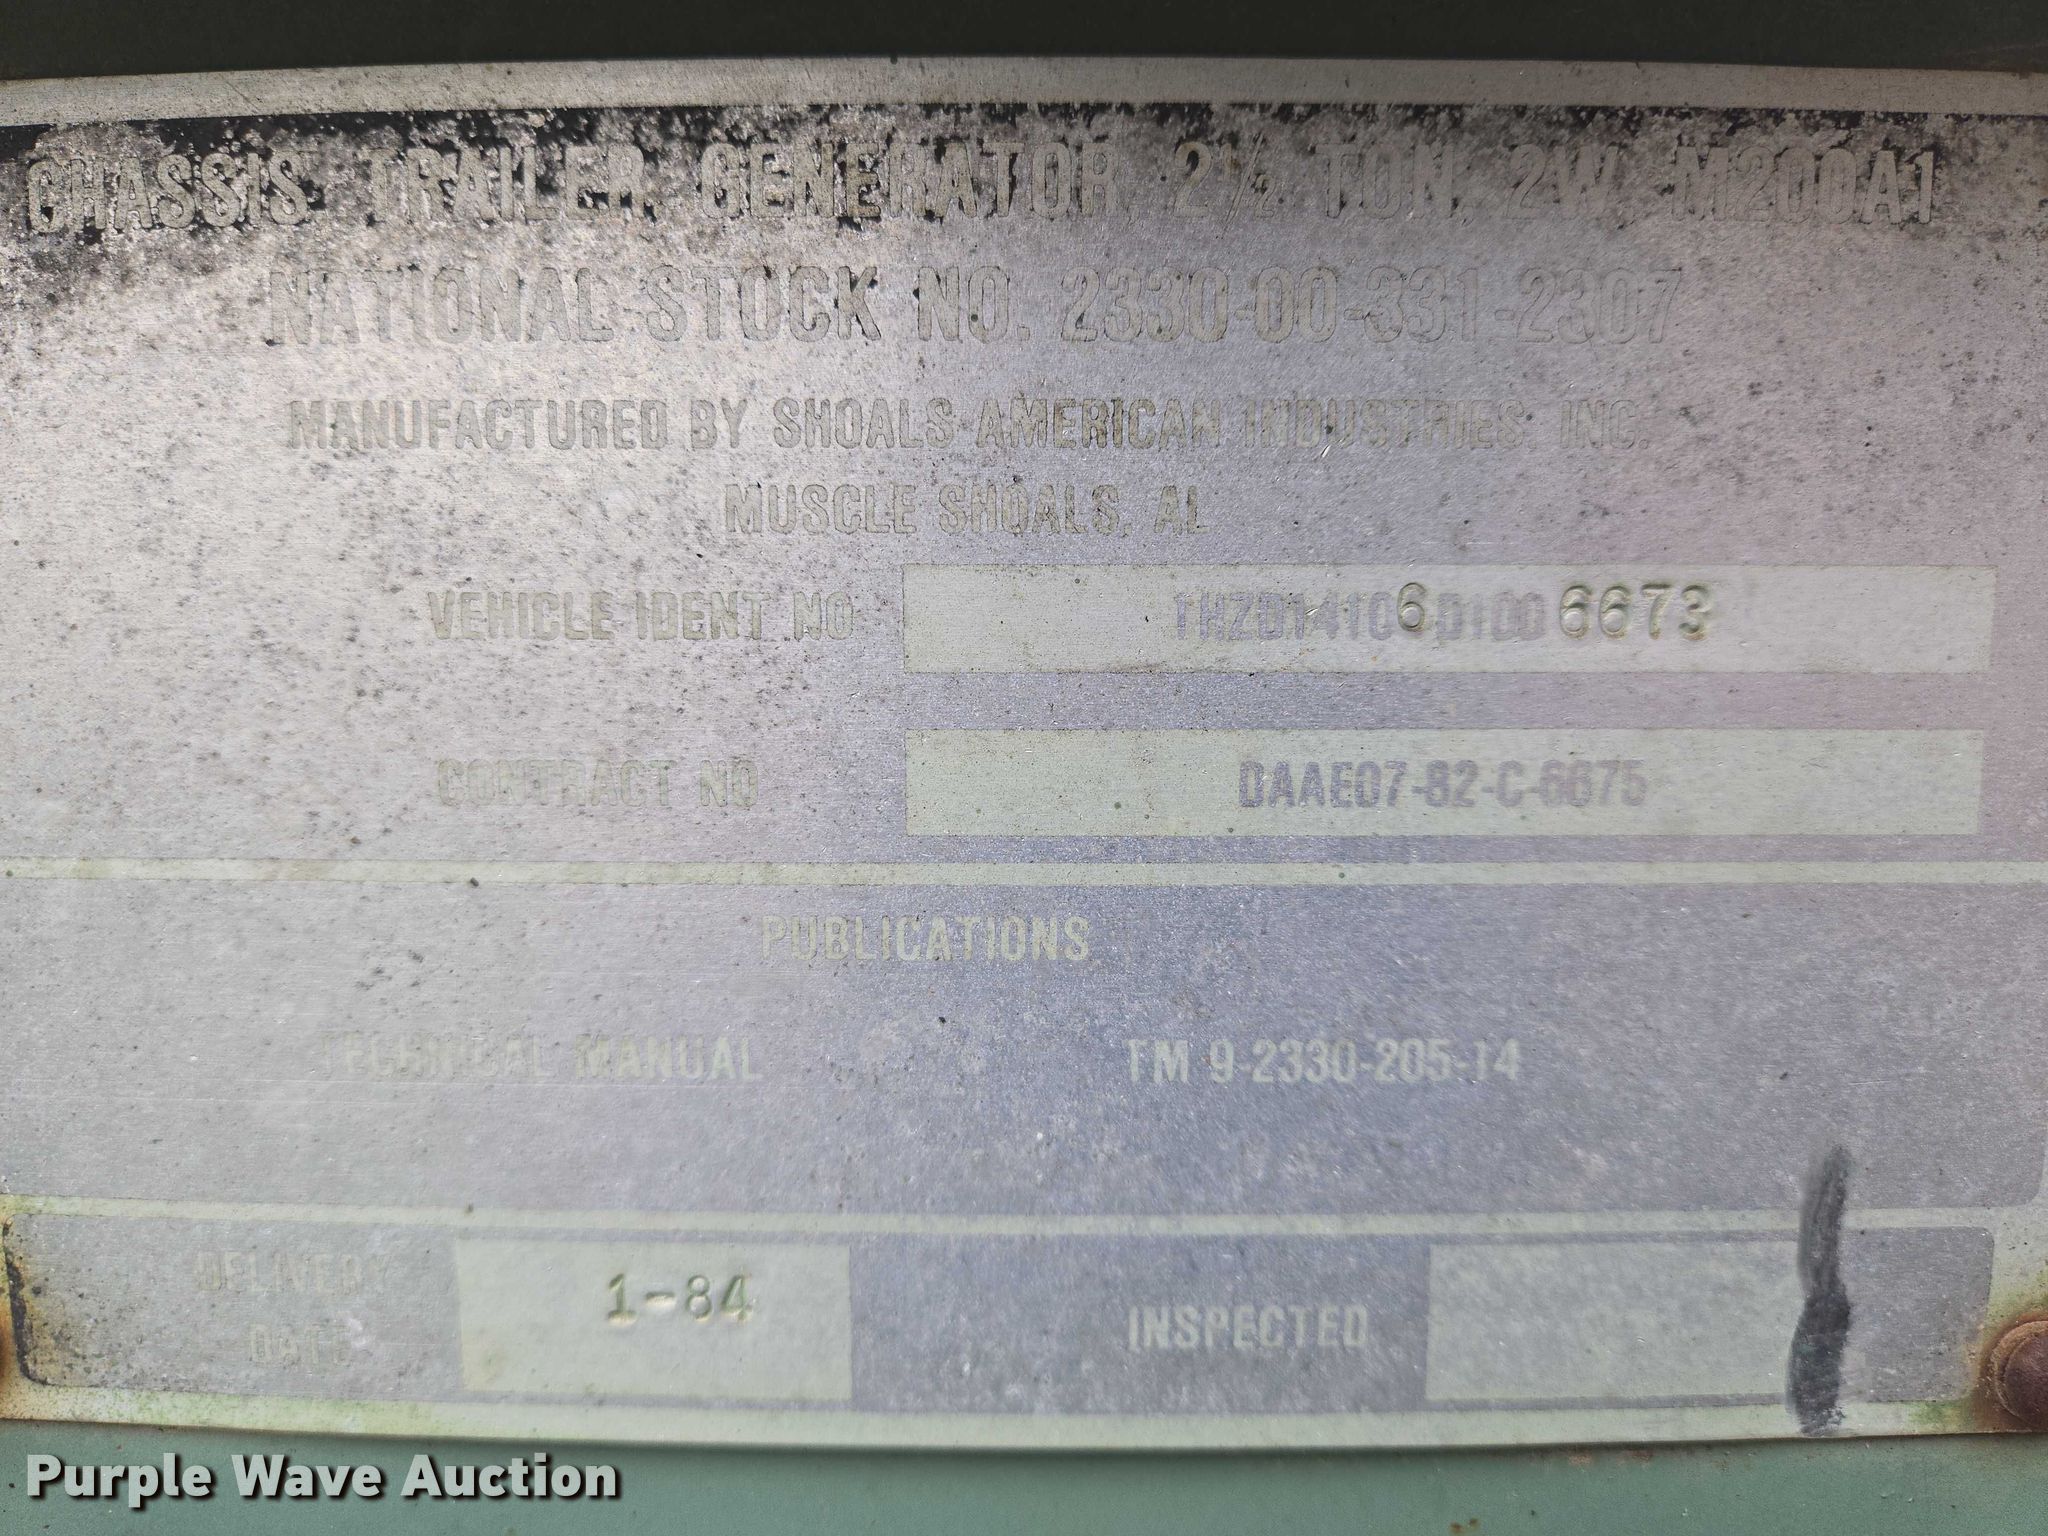 CHASSIS, TRAILER, GENERATOR, 2½ TON, 2W, M200A1
NATIONAL STOCK NO. 2330-00-331-2307
MANUFACTURED BY SHOALS AMERICAN INDUSTRIES, INC.
MUSCLE SHOALS, AL
VEHICLE IDENT NO
CONTRACT NO DAAE07-82-C-6675
PUBLICATIONS
TECHNICAL MANUAL TM 9-2330-205-14
DELIVERY DATE 1-84 INSPECTED
Purple Wave Auction